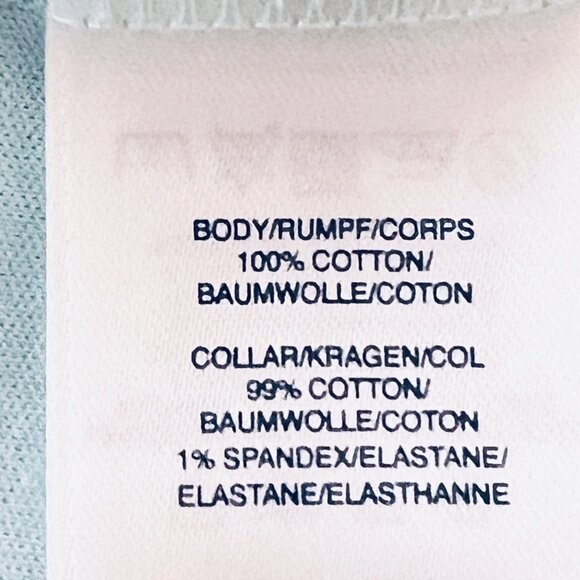 BODY/RUMPF/CORPS
100% COTTON/
BAUMWOLLE/COTON
COLLAR/KRAGEN/COL
99% COTTON/
BAUMWOLLE/COTON
1% SPANDEX/ELASTANE/
ELASTANE/ELASTHANNE